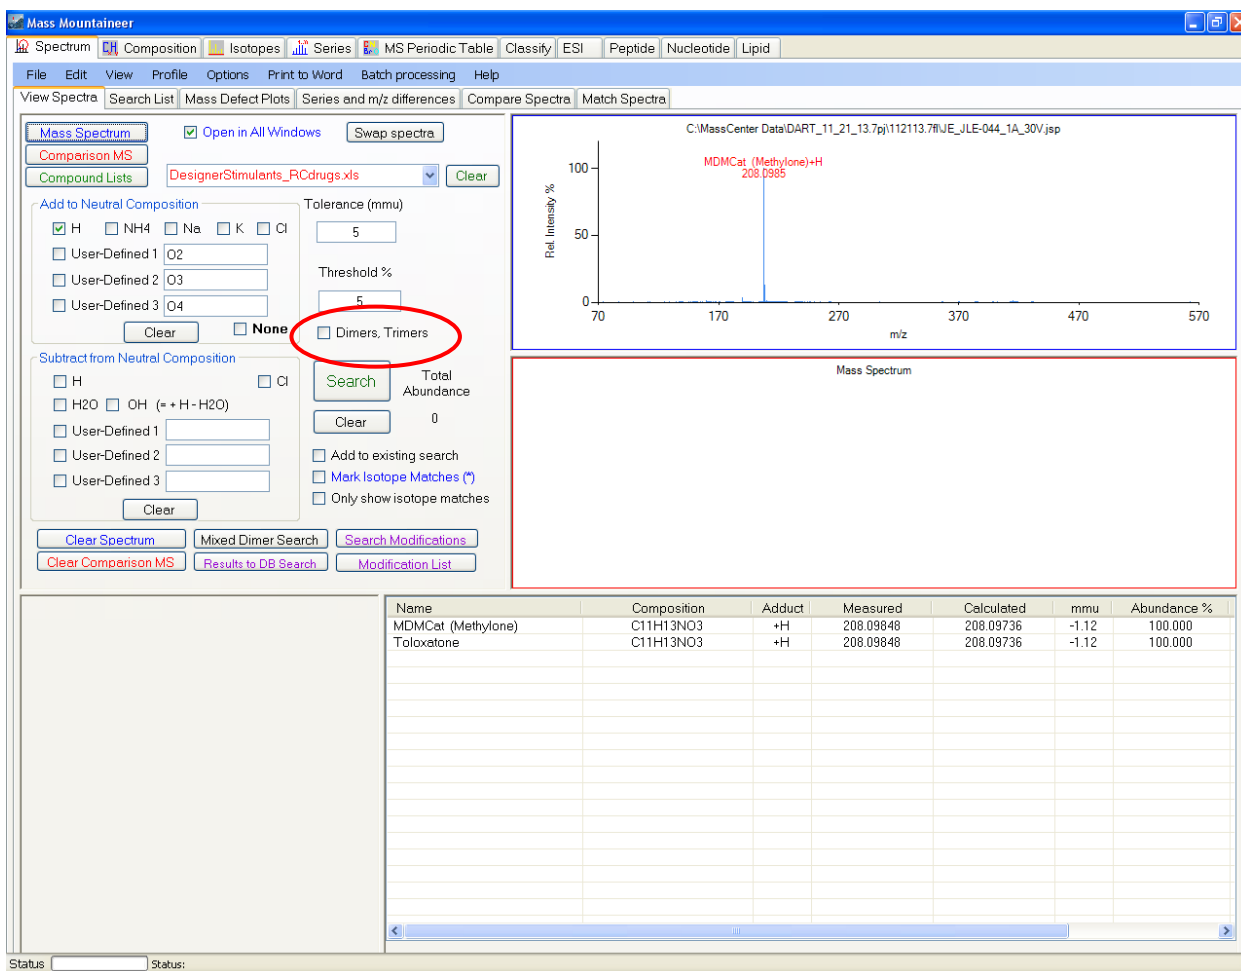 Mass Mountaineer
Spectrum Composition Isotopes Series MS Periodic Table Classify ESI Peptide Nucleotide Lipid
File Edit View Profile Options Print to Word Batch processing Help
View Spectra Search List Mass Defect Plots Series and m/z differences Compare Spectra Match Spectra
Mass Spectrum Open in All Windows Swap spectra
Comparison MS
Compound Lists DesignerStimulants_RCdrugs.xls Clear
Add to Neutral Composition Tolerance (mmu)
H NH4 Na K Cl 5
User-Defined 1 O2
User-Defined 2 O3 Threshold %
User-Defined 3 O4 5
Clear None Dimers, Trimers
Subtract from Neutral Composition
H Cl Search Total Abundance
H2O OH (= + H - H2O) Clear 0
User-Defined 1
User-Defined 2 Add to existing search
User-Defined 3 Mark Isotope Matches (*)
Clear Only show isotope matches
Clear Spectrum Mixed Dimer Search Search Modifications
Clear Comparison MS Results to DB Search Modification List
C:\MassCenter Data\DART_11_21_13.7pj\112113.7fl\JE_JLE-044_1A_30V.jsp
MDMCat (Methylone)+H
208.0985
Rel. Intensity %
100
50
0
70 170 270 370 470 570
m/z
Mass Spectrum
Name Composition Adduct Measured Calculated mmu Abundance %
MDMCat (Methylone) C11H13NO3 +H 208.09848 208.09736 -1.12 100.000
Toloxatone C11H13NO3 +H 208.09848 208.09736 -1.12 100.000
Status Status: